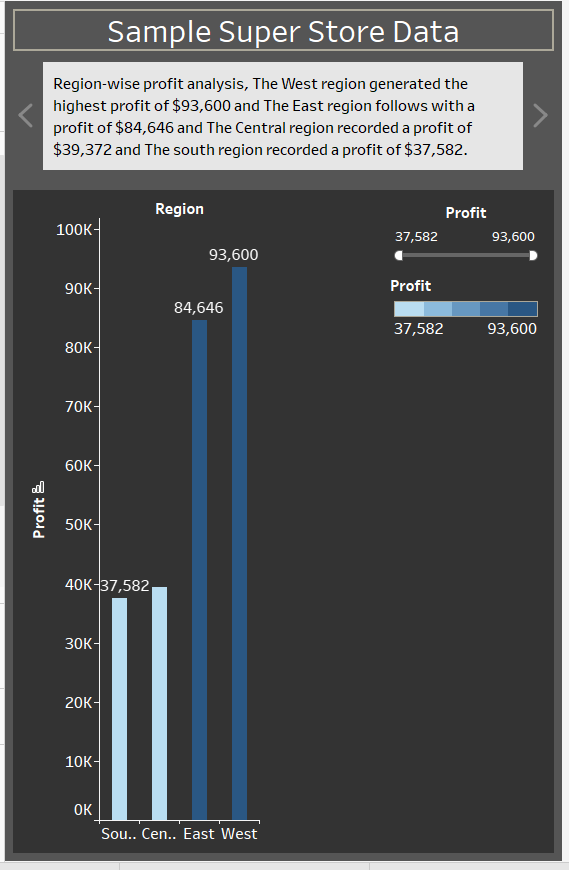 Sample Super Store Data
Region-wise profit analysis, The West region generated the
highest profit of $93,600 and The East region follows with a
profit of $84,646 and The Central region recorded a profit of
$39,372 and The south region recorded a profit of $37,582.
Region
Profit
37,582 93,600
Profit
37,582 93,600
100K
90K
80K
70K
60K
50K
40K
30K
20K
10K
0K
Profit
93,600
84,646
37,582
Sou.. Cen.. East West